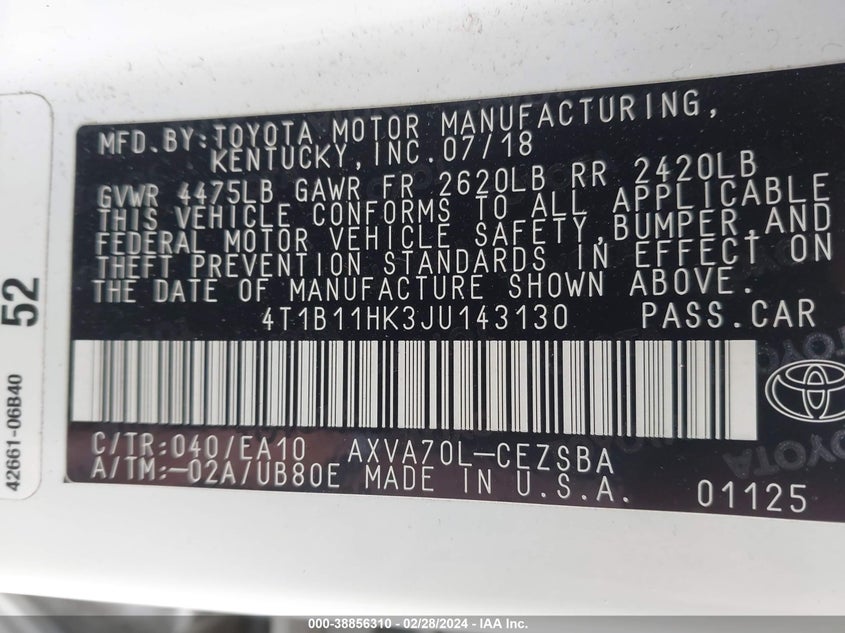 MFD.BY:TOYOTA MOTOR MANUFACTURING,
KENTUCKY,INC.07/18
GVWR 4475LB GAWR FR 2620LB RR 2420LB
THIS VEHICLE CONFORMS TO ALL APPLICABLE
FEDERAL MOTOR VEHICLE SAFETY,BUMPER,AND
THEFT PREVENTION STANDARDS IN EFFECT ON
THE DATE OF MANUFACTURE SHOWN ABOVE.
4T1B11HK3JU143130 PASS.CAR
C/TR:040/EA10 AXVA70L-CEZSBA
A/TM:-02A/UB80E MADE IN U.S.A. 01125
52
42661-06B40
TOYOTA
000-38856310 - 02/28/2024 - IAA Inc.